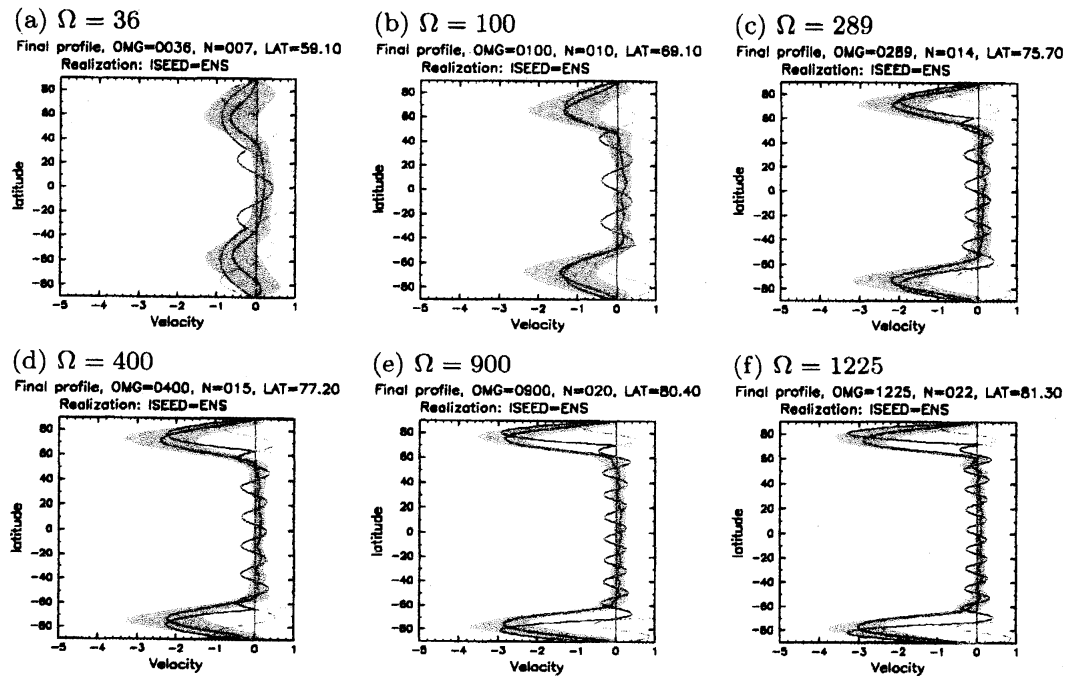 (a) Ω = 36
Final profile, OMG=0036, N=007, LAT=59.10
Realization: ISEED=ENS
80
60
40
20
0
-20
-40
-60
-80
latitude
-5 -4 -3 -2 -1 0 1
Velocity
(b) Ω = 100
Final profile, OMG=0100, N=010, LAT=69.10
Realization: ISEED=ENS
80
60
40
20
0
-20
-40
-60
-80
latitude
-5 -4 -3 -2 -1 0 1
Velocity
(c) Ω = 289
Final profile, OMG=0289, N=014, LAT=75.70
Realization: ISEED=ENS
80
60
40
20
0
-20
-40
-60
-80
latitude
-5 -4 -3 -2 -1 0 1
Velocity
(d) Ω = 400
Final profile, OMG=0400, N=015, LAT=77.20
Realization: ISEED=ENS
80
60
40
20
0
-20
-40
-60
-80
latitude
-5 -4 -3 -2 -1 0 1
Velocity
(e) Ω = 900
Final profile, OMG=0900, N=020, LAT=80.40
Realization: ISEED=ENS
80
60
40
20
0
-20
-40
-60
-80
latitude
-5 -4 -3 -2 -1 0 1
Velocity
(f) Ω = 1225
Final profile, OMG=1225, N=022, LAT=81.30
Realization: ISEED=ENS
80
60
40
20
0
-20
-40
-60
-80
latitude
-5 -4 -3 -2 -1 0 1
Velocity